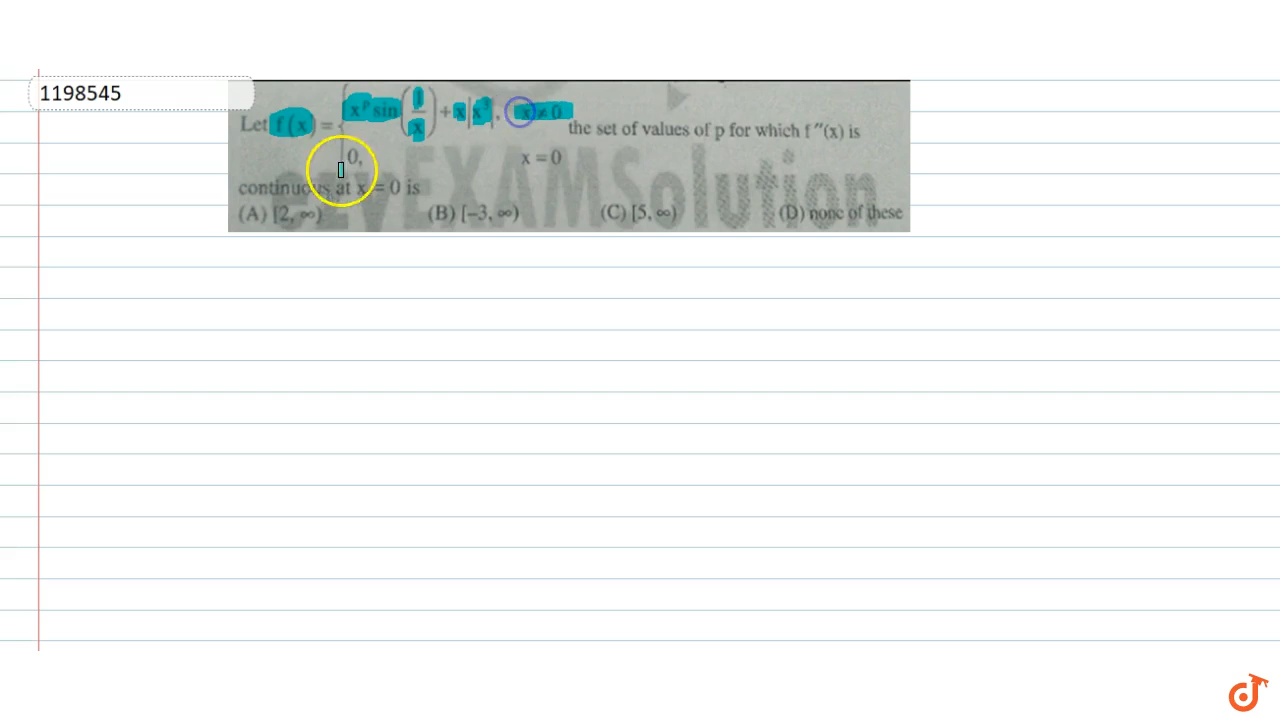 1198545
Let f(x) = { x^p sin(1/x) + x|x^3|, x ≠ 0
0, x = 0
the set of values of p for which f ″(x) is
continuous at x = 0 is
(A) [2, ∞) (B) [–3, ∞) (C) [5, ∞) (D) none of these
EXAMSolution